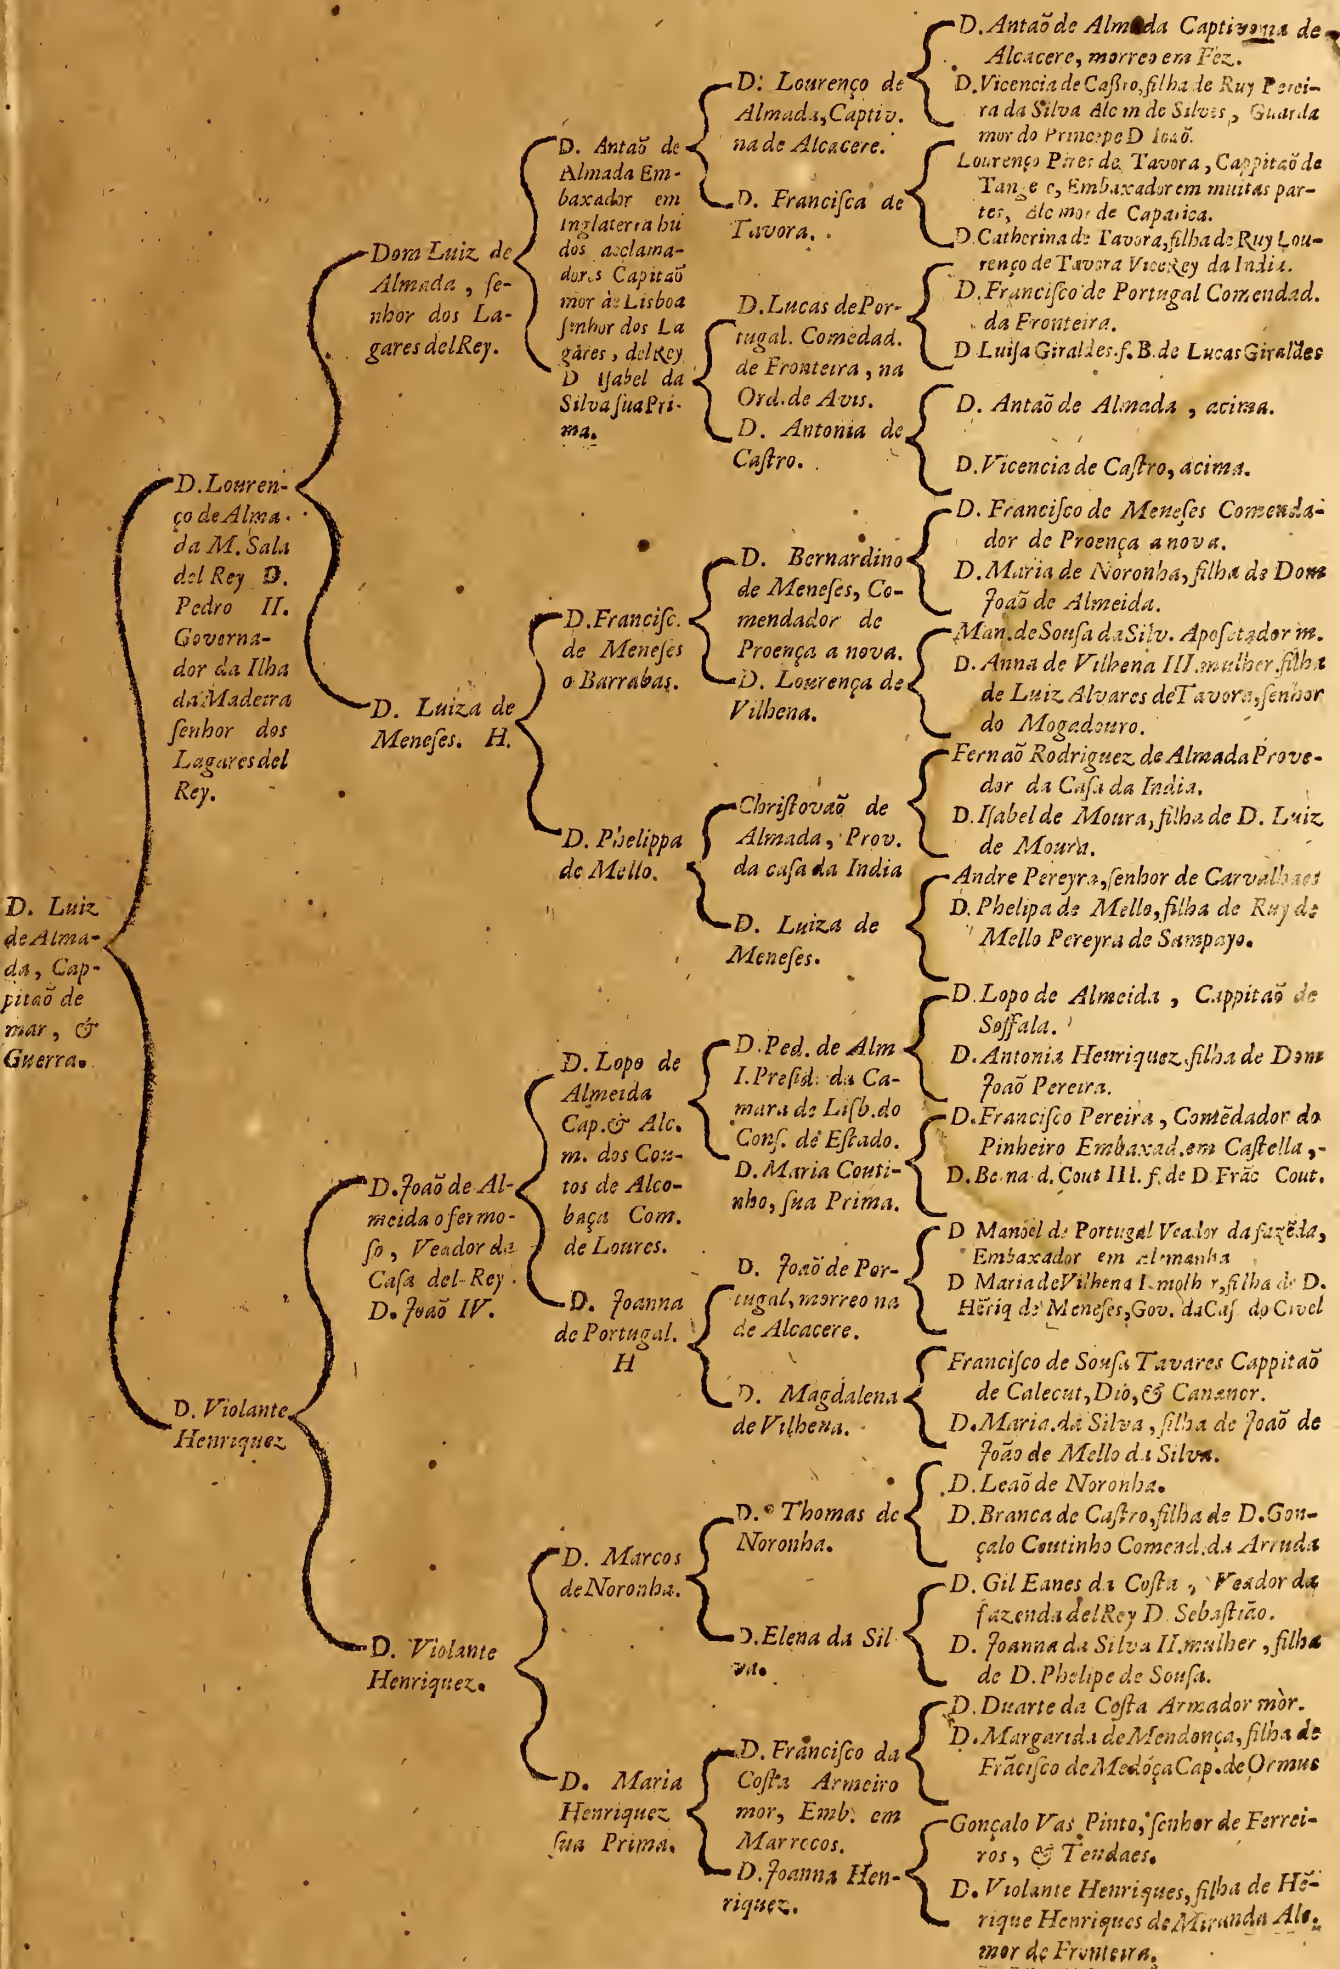 D. Luiz
de Alma-
da, Cap-
pitaõ de
mar, &
Guerra.
D. Louren-
ço de Alma-
da M. Sala
del Rey D.
Pedro II.
Governa-
dor da Ilha
da Madeira
ſenhor dos
Lagares del
Rey.
D. Violante
Henriquez
Dom Luiz de
Almada, ſe-
nhor dos La-
gares del Rey.
D. Luiza de
Meneſes. H.
D. Joaõ de Al-
meida o fermo-
ſo, Veador da
Caſa del-Rey
D. Joaõ IV.
D. Violante
Henriquez.
D. Antaõ de
Almada Em-
baxador em
Inglaterra hũ
dos acclama-
dores Capitaõ
mor de Lisboa
ſenhor dos La
gares, del Rey
D Iſabel da
Silva ſua Pri-
ma.
D. Franciſc.
de Meneſes
o Barrabas.
D. Phelippa
de Mello.
D. Lopo de
Almeida
Cap. & Alc.
m. dos Cou-
tos de Alco-
baça Com.
de Loures.
D. Joanna
de Portugal.
H
D. Marcos
de Noronha.
D. Maria
Henriquez
ſua Prima.
D. Lourenço de
Almada, Captiv.
na de Alcacere.
D. Franciſca de
Tavora.
D. Lucas de Por-
tugal. Comẽdad.
de Fronteira, na
Ord. de Avis.
D. Antonia de
Caſtro.
D. Bernardino
de Meneſes, Co-
mendador de
Proença a nova.
D. Lourença de
Vilhena.
Chriſtovaõ de
Almada, Prov.
da caſa da India
D. Luiza de
Meneſes.
D. Ped. de Alm
I. Preſid. da Ca-
mara de Liſb. do
Conſ. de Eſtado.
D. Maria Couti-
nho, ſua Prima.
D. Joaõ de Por-
tugal, morreo na
de Alcacere.
D. Magdalena
de Vilhena.
D. Thomas de
Noronha.
D. Elena da Sil
va.
D. Franciſco da
Coſta Armeiro
mor, Emb. em
Marrecos.
D. Joanna Hen-
riquez.
D. Antaõ de Almada Captivo na de
Alcacere, morreo em Fez.
D. Vicencia de Caſtro, filha de Ruy Perei-
ra da Silva Alc m de Silves, Guarda
mor do Principe D Ioaõ.
Lourenço Pires de Tavora, Cappitaõ de
Tangere, Embaxador em muitas par-
tes, Alc mor de Caparica.
D. Catherina de Tavora, filha de Ruy Lou-
renço de Tavora ViceRey da India.
D. Franciſco de Portugal Comendad.
da Fronteira.
D Luiſa Giraldes. f. B. de Lucas Giraldes
D. Antaõ de Almada, acima.
D. Vicencia de Caſtro, acima.
D. Franciſco de Meneſes Comenda-
dor de Proença a nova.
D. Maria de Noronha, filha de Dom
Joaõ de Almeida.
Man. de Souſa da Silv. Apoſetador m.
D. Anna de Vilhena III. mulher filha
de Luiz Alvares de Tavora, ſenhor
do Mogadouro.
Fernaõ Rodriguez de Almada Prove-
dor da Caſa da India.
D. Iſabel de Moura, filha de D. Luiz
de Moura.
Andre Pereyra, ſenhor de Carvalhaes
D. Phelipa de Mello, filha de Ruy de
Mello Pereyra de Sampayo.
D. Lopo de Almeida, Cappitaõ de
Soffala.
D. Antonia Henriquez, filha de Dom
Joaõ Pereira.
D. Franciſco Pereira, Comẽdador do
Pinheiro Embaxad. em Caſtella,
D. Bernard. Cout III. f. de D Frãc Cout.
D Manoel de Portugal Veador da fazẽda,
Embaxador em Alemanha
D Maria de Vilhena I. molher, filha de D.
Hẽriq de Meneſes, Gov. da Caſ. do Civel
Franciſco de Souſa Tavares Cappitaõ
de Calecut, Dio, & Cananor.
D. Maria da Silva, filha de Joaõ de
Joaõ de Mello da Silva.
D. Leaõ de Noronha.
D. Branca de Caſtro, filha de D. Gon-
çalo Coutinho Comend. da Arruda
D. Gil Eanes da Coſta, Veador da
fazenda del Rey D. Sebaſtiaõ.
D. Joanna da Silva II. mulher, filha
de D. Phelipe de Souſa.
D. Duarte da Coſta Armador mòr.
D. Margarida de Mendonça, filha de
Frãciſco de Medóça Cap. de Ormus
Gonçalo Vas Pinto, ſenhor de Ferrei-
ros, & Tendaes.
D. Violante Henriques, filha de Hẽ-
rique Henriques de Miranda Alc.
mor de Fronteira.